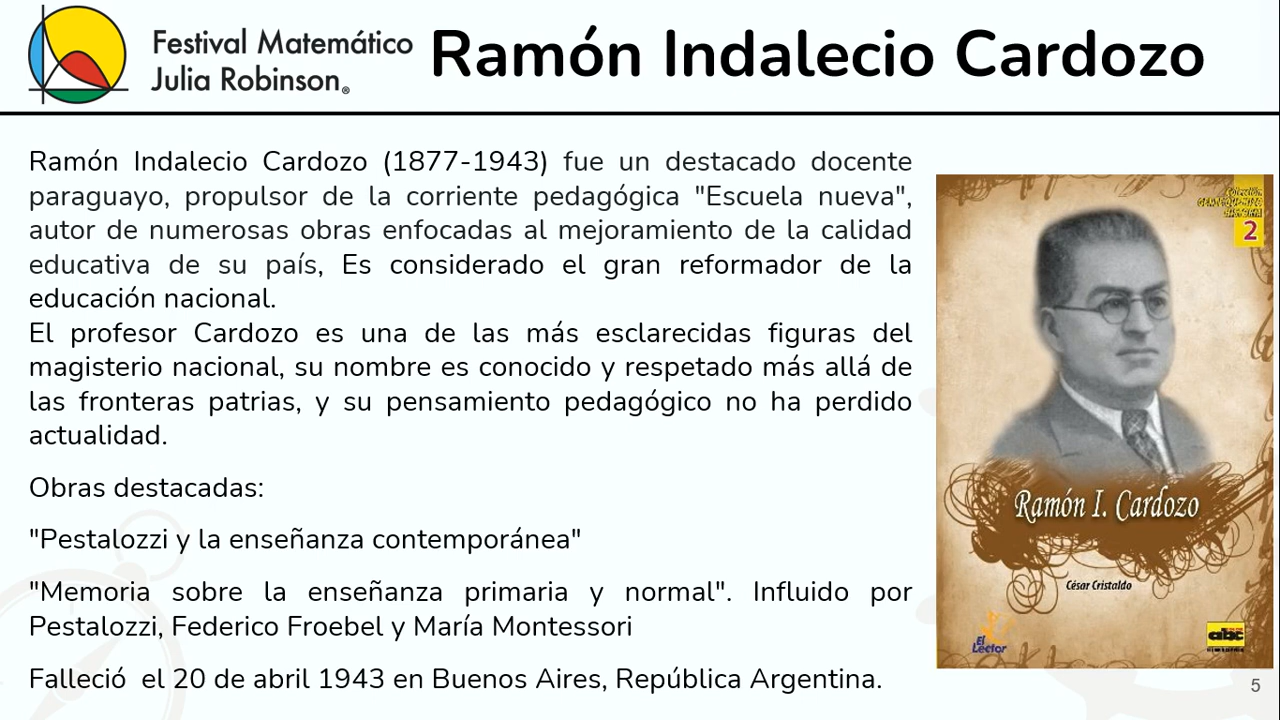 Festival Matemático
Julia Robinson®
Ramón Indalecio Cardozo
Ramón Indalecio Cardozo (1877-1943) fue un destacado docente
paraguayo, propulsor de la corriente pedagógica "Escuela nueva",
autor de numerosas obras enfocadas al mejoramiento de la calidad
educativa de su país, Es considerado el gran reformador de la
educación nacional.
El profesor Cardozo es una de las más esclarecidas figuras del
magisterio nacional, su nombre es conocido y respetado más allá de
las fronteras patrias, y su pensamiento pedagógico no ha perdido
actualidad.
Obras destacadas:
"Pestalozzi y la enseñanza contemporánea"
"Memoria sobre la enseñanza primaria y normal". Influido por
Pestalozzi, Federico Froebel y María Montessori
Falleció  el 20 de abril 1943 en Buenos Aires, República Argentina.
Colección
2
Ramón I. Cardozo
César Cristaldo
El
Lector
abc
5